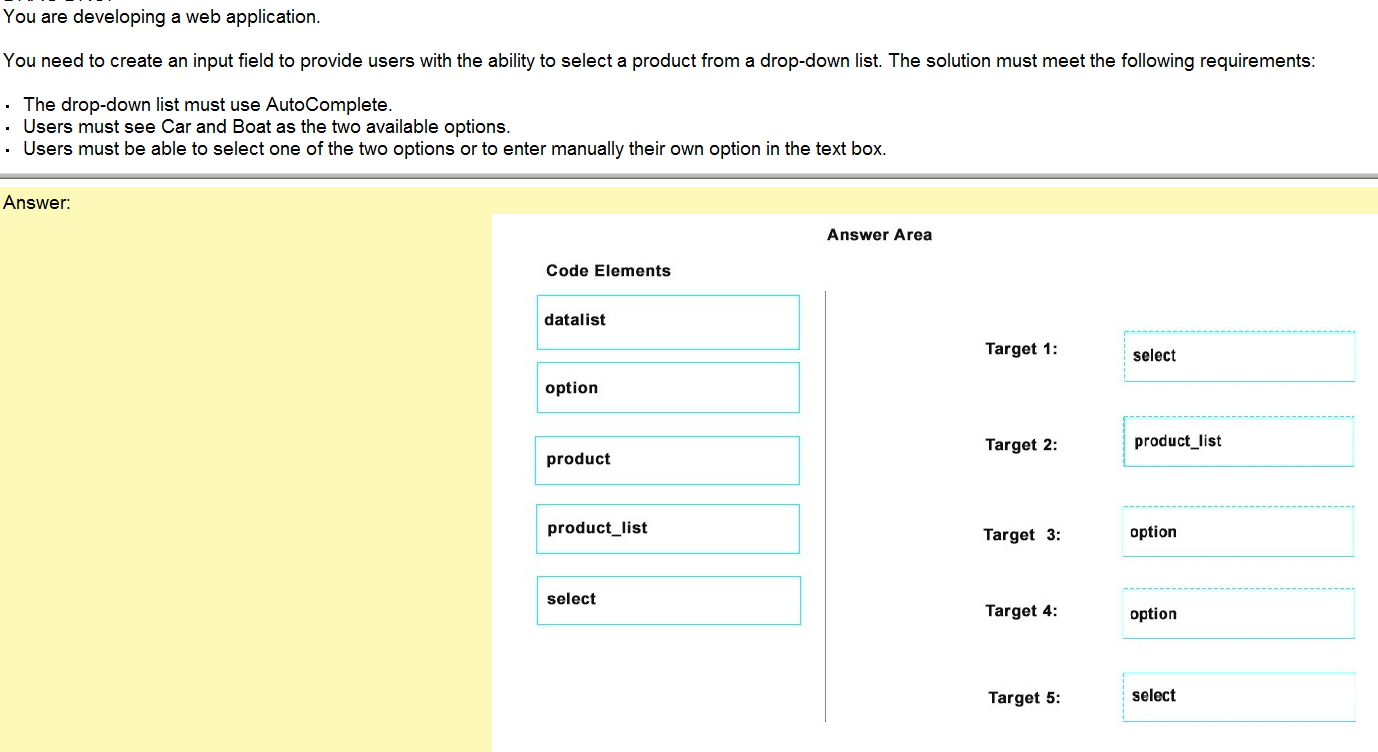 You are developing a web application.
You need to create an input field to provide users with the ability to select a product from a drop-down list. The solution must meet the following requirements:
· The drop-down list must use AutoComplete.
· Users must see Car and Boat as the two available options.
· Users must be able to select one of the two options or to enter manually their own option in the text box.
Answer:
Answer Area
Code Elements
datalist
option
product
product_list
select
Target 1:
select
Target 2:
product_list
Target 3:
option
Target 4:
option
Target 5:
select